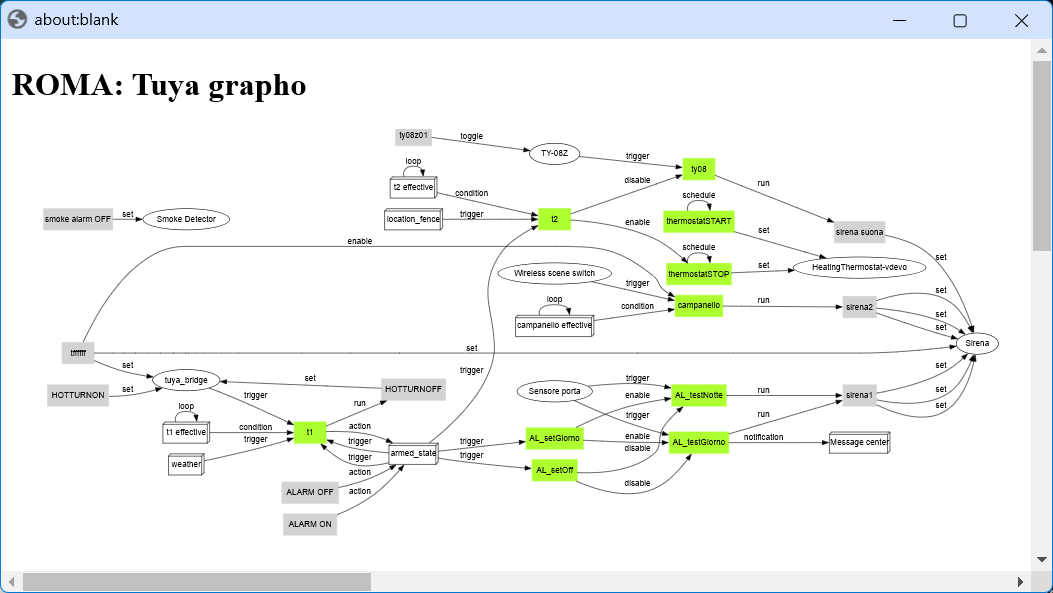 about:blank
ROMA: Tuya grapho
ty08z01
toggle
TY-08Z
trigger
ty08
loop
t2 effective
condition
disable
run
location_fence
trigger
t2
enable
schedule
thermostatSTART
set
sirena suona
set
smoke alarm OFF
set
Smoke Detector
enable
schedule
thermostatSTOP
set
HeatingThermostat-vdevo
Wireless scene switch
trigger
loop
campanello effective
condition
campanello
run
sirena2
set
set
set
Sirena
tffffff
set
set
HOTTURNON
set
tuya_bridge
set
HOTTURNOFF
trigger
trigger
Sensore porta
trigger
enable
trigger
AL_testNotte
run
sirena1
set
set
set
loop
t1 effective
condition
trigger
weather
t1
run
action
trigger
trigger
action
action
armed_state
trigger
trigger
AL_setGiorno
AL_setOff
enable
disable
disable
AL_testGiorno
run
notification
Message center
ALARM OFF
ALARM ON